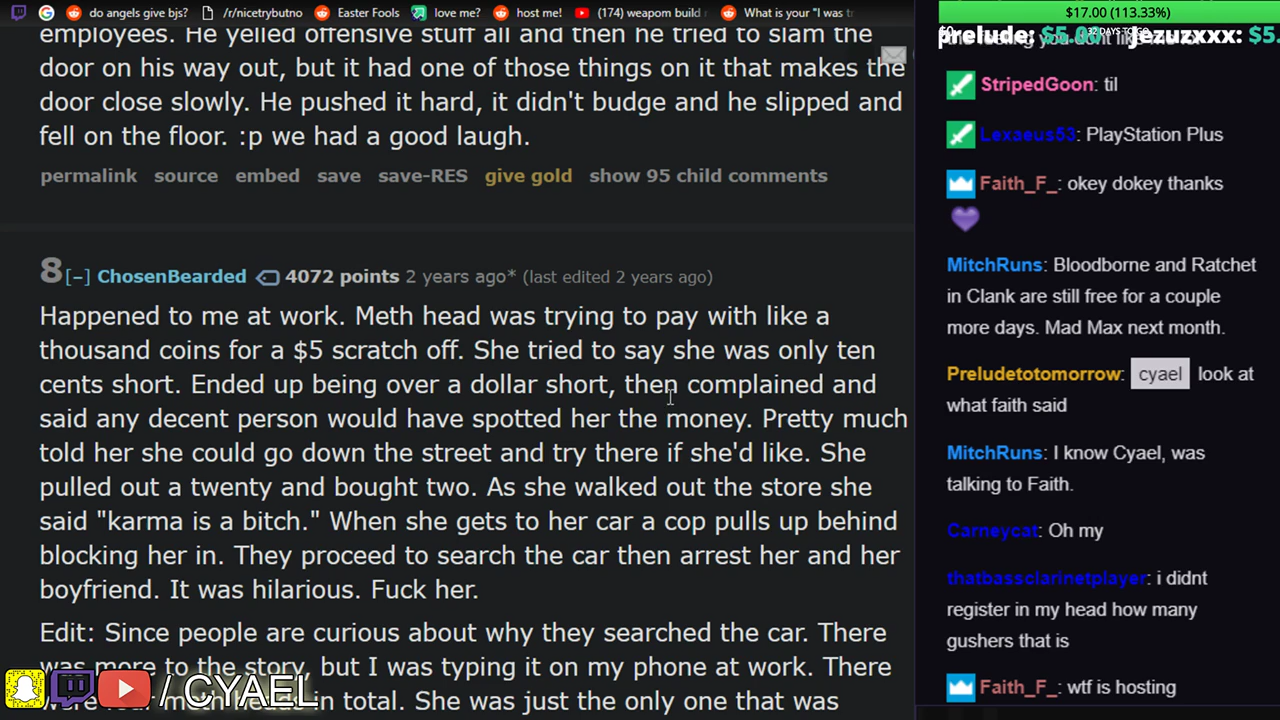 do angels give bjs?
/r/nicetrybutno
Easter Fools
love me?
host me!
(174) weapom build
What is your "I was
employees. He yelled offensive stuff all and then he tried to slam the
door on his way out, but it had one of those things on it that makes the
door close slowly. He pushed it hard, it didn't budge and he slipped and
fell on the floor. :p we had a good laugh.
permalink source embed save save-RES give gold show 95 child comments
8 [–] ChosenBearded 4072 points 2 years ago* (last edited 2 years ago)
Happened to me at work. Meth head was trying to pay with like a
thousand coins for a $5 scratch off. She tried to say she was only ten
cents short. Ended up being over a dollar short, then complained and
said any decent person would have spotted her the money. Pretty much
told her she could go down the street and try there if she'd like. She
pulled out a twenty and bought two. As she walked out the store she
said "karma is a bitch." When she gets to her car a cop pulls up behind
blocking her in. They proceed to search the car then arrest her and her
boyfriend. It was hilarious. Fuck her.
Edit: Since people are curious about why they searched the car. There
was more to the story, but I was typing it on my phone at work. There
were four meth heads in total. She was just the only one that was
/ CYAEL
$17.00 (113.33%)
prelude: $5.00 Jezuzxxx: $5.
StripedGoon: til
Lexaeus53: PlayStation Plus
Faith_F_: okey dokey thanks
MitchRuns: Bloodborne and Ratchet
in Clank are still free for a couple
more days. Mad Max next month.
Preludetotomorrow: cyael look at
what faith said
MitchRuns: I know Cyael, was
talking to Faith.
Carneycat: Oh my
thatbassclarinetplayer: i didnt
register in my head how many
gushers that is
Faith_F_: wtf is hosting